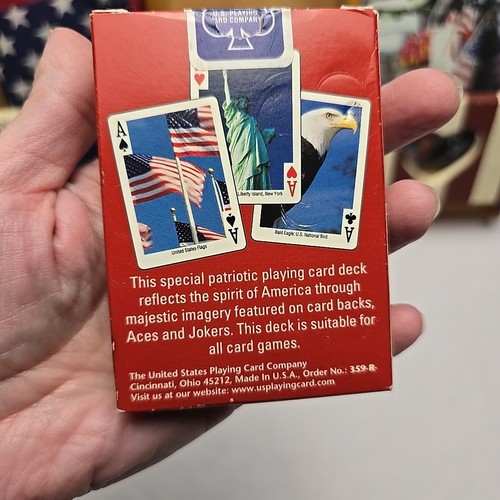 U.S. PLAYING
CARD COMPANY
A
A
Liberty Island, New York
A
United States Flags
A
A
Bald Eagle, U.S. National Bird
This special patriotic playing card deck
reflects the spirit of America through
majestic imagery featured on card backs,
Aces and Jokers. This deck is suitable for
all card games.
The United States Playing Card Company
Cincinnati, Ohio 45212, Made In U.S.A., Order No.: 359-R
Visit us at our website: www.usplayingcard.com